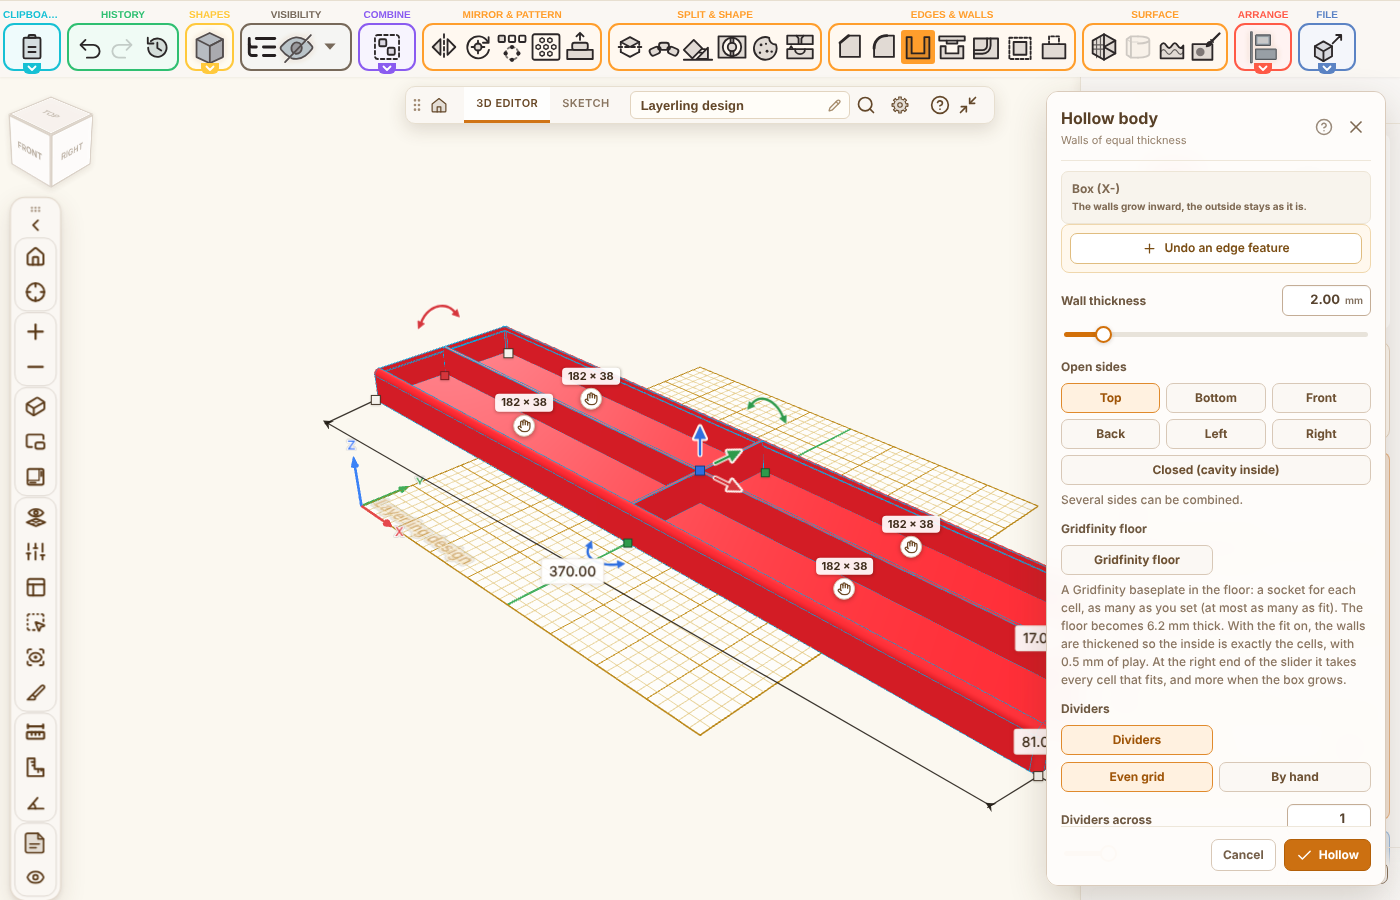 CLIPBOA...
HISTORY
SHAPES
VISIBILITY
COMBINE
MIRROR & PATTERN
SPLIT & SHAPE
EDGES & WALLS
SURFACE
ARRANGE
FILE
3D EDITOR
SKETCH
Layerling design
TOP
FRONT
RIGHT
182 × 38
182 × 38
182 × 38
182 × 38
370.00
17.0
81.0
Z
Y
X
Layerling design
Hollow body
Walls of equal thickness
Box (X-)
The walls grow inward, the outside stays as it is.
Undo an edge feature
Wall thickness
2.00 mm
Open sides
Top
Bottom
Front
Back
Left
Right
Closed (cavity inside)
Several sides can be combined.
Gridfinity floor
Gridfinity floor
A Gridfinity baseplate in the floor: a socket for each
cell, as many as you set (at most as many as fit). The
floor becomes 6.2 mm thick. With the fit on, the walls
are thickened so the inside is exactly the cells, with
0.5 mm of play. At the right end of the slider it takes
every cell that fits, and more when the box grows.
Dividers
Dividers
Even grid
By hand
Dividers across
1
Cancel
Hollow